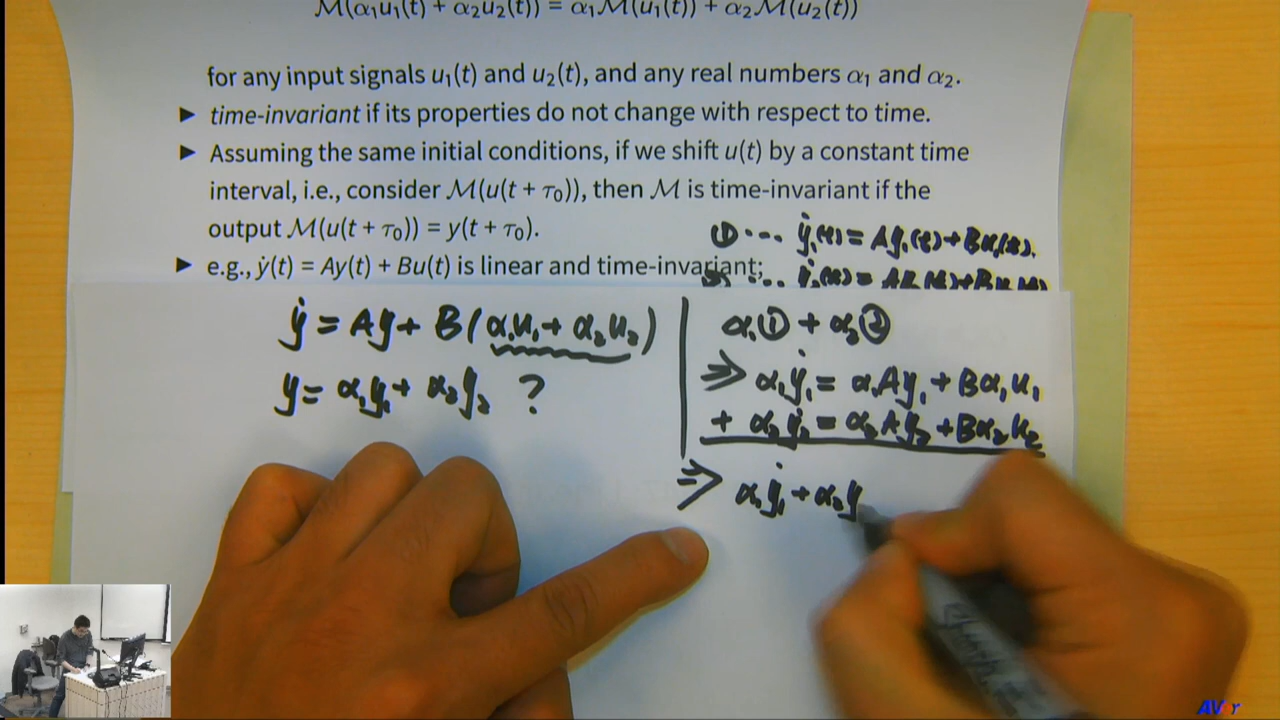 ℳ(α₁u₁(t) + α₂u₂(t)) = α₁ℳ(u₁(t)) + α₂ℳ(u₂(t))
for any input signals u₁(t) and u₂(t), and any real numbers α₁ and α₂.
► time-invariant if its properties do not change with respect to time.
► Assuming the same initial conditions, if we shift u(t) by a constant time
interval, i.e., consider ℳ(u(t + τ₀)), then ℳ is time-invariant if the
output ℳ(u(t + τ₀)) = y(t + τ₀).
► e.g., ẏ(t) = Ay(t) + Bu(t) is linear and time-invariant;
① ··· ẏ₁(t) = Ay₁(t) + Bu₁(t).
ẏ = Ay + B(α₁u₁ + α₂u₂)
y = α₁y₁ + α₂y₂ ?
α₁① + α₂②
⇒ α₁ẏ₁ = α₁Ay₁ + Bα₁u₁
+ α₂ẏ₂ = α₂Ay₂ + Bα₂u₂
⇒ α₁ẏ₁ + α₂y
AVer